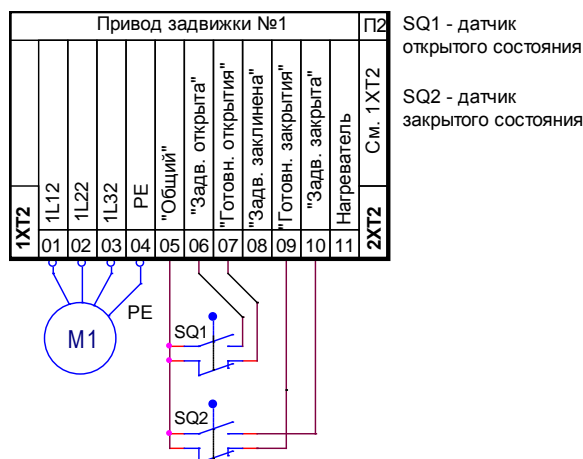 Привод задвижки №1
П2
SQ1 - датчик
открытого состояния
SQ2 - датчик
закрытого состояния
1XT2
1L12
1L22
1L32
PE
"Общий"
"Задв. открыта"
"Готовн. открытия"
"Задв. заклинена"
"Готовн. закрытия"
"Задв. закрыта"
Нагреватель
См. 1XT2
2XT2
01 02 03 04 05 06 07 08 09 10 11
PE
M1
SQ1
SQ2